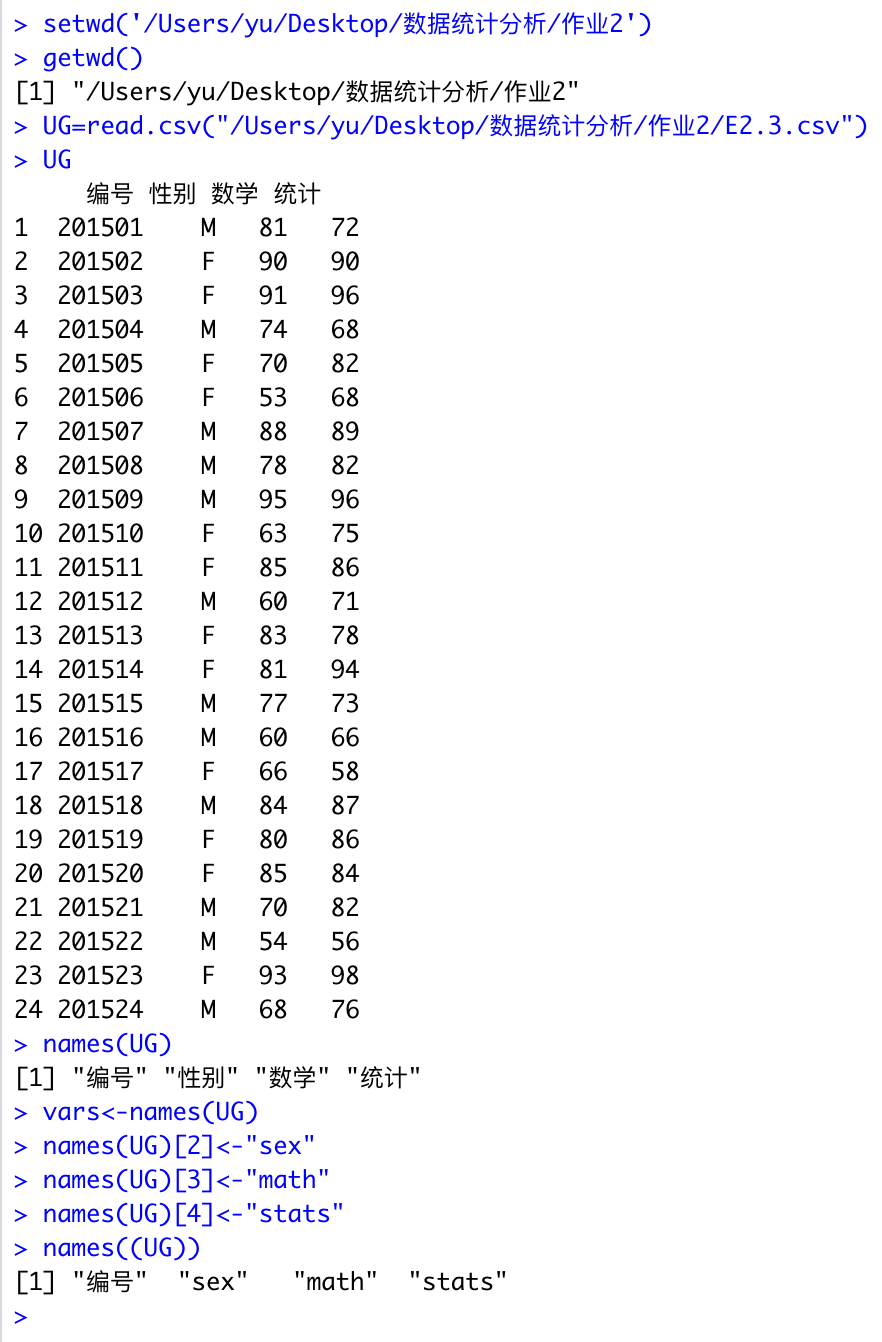 > setwd('/Users/yu/Desktop/数据统计分析/作业2')
> getwd()
[1] "/Users/yu/Desktop/数据统计分析/作业2"
> UG=read.csv("/Users/yu/Desktop/数据统计分析/作业2/E2.3.csv")
> UG
编号 性别 数学 统计
1 201501 M 81 72
2 201502 F 90 90
3 201503 F 91 96
4 201504 M 74 68
5 201505 F 70 82
6 201506 F 53 68
7 201507 M 88 89
8 201508 M 78 82
9 201509 M 95 96
10 201510 F 63 75
11 201511 F 85 86
12 201512 M 60 71
13 201513 F 83 78
14 201514 F 81 94
15 201515 M 77 73
16 201516 M 60 66
17 201517 F 66 58
18 201518 M 84 87
19 201519 F 80 86
20 201520 F 85 84
21 201521 M 70 82
22 201522 M 54 56
23 201523 F 93 98
24 201524 M 68 76
> names(UG)
[1] "编号" "性别" "数学" "统计"
> vars<-names(UG)
> names(UG)[2]<-"sex"
> names(UG)[3]<-"math"
> names(UG)[4]<-"stats"
> names((UG))
[1] "编号" "sex" "math" "stats"
>